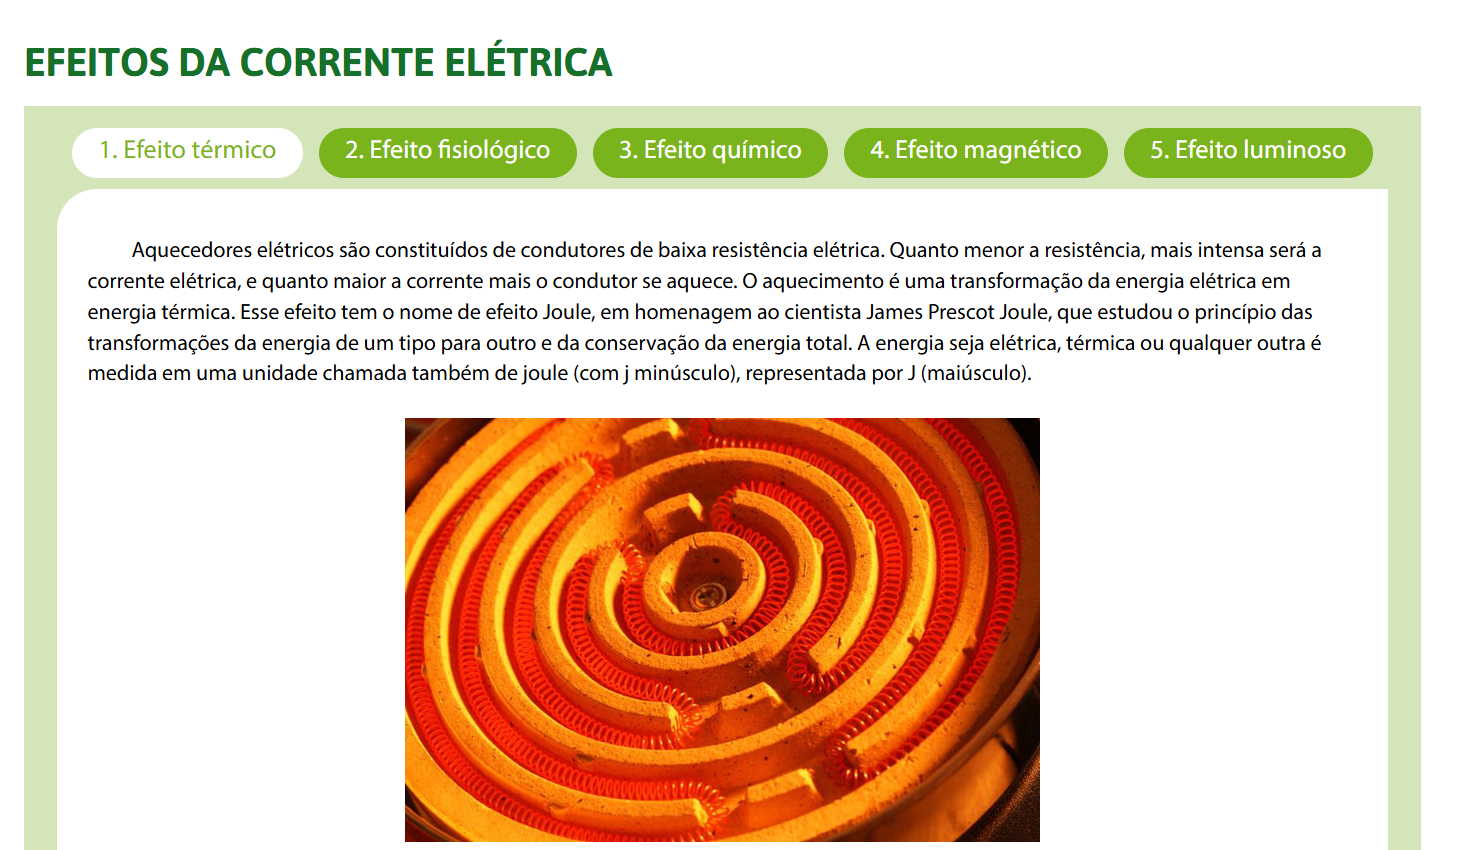 EFEITOS DA CORRENTE ELÉTRICA
1. Efeito térmico
2. Efeito fisiológico
3. Efeito químico
4. Efeito magnético
5. Efeito luminoso
Aquecedores elétricos são constituídos de condutores de baixa resistência elétrica. Quanto menor a resistência, mais intensa será a
corrente elétrica, e quanto maior a corrente mais o condutor se aquece. O aquecimento é uma transformação da energia elétrica em
energia térmica. Esse efeito tem o nome de efeito Joule, em homenagem ao cientista James Prescot Joule, que estudou o princípio das
transformações da energia de um tipo para outro e da conservação da energia total. A energia seja elétrica, térmica ou qualquer outra é
medida em uma unidade chamada também de joule (com j minúsculo), representada por J (maiúsculo).